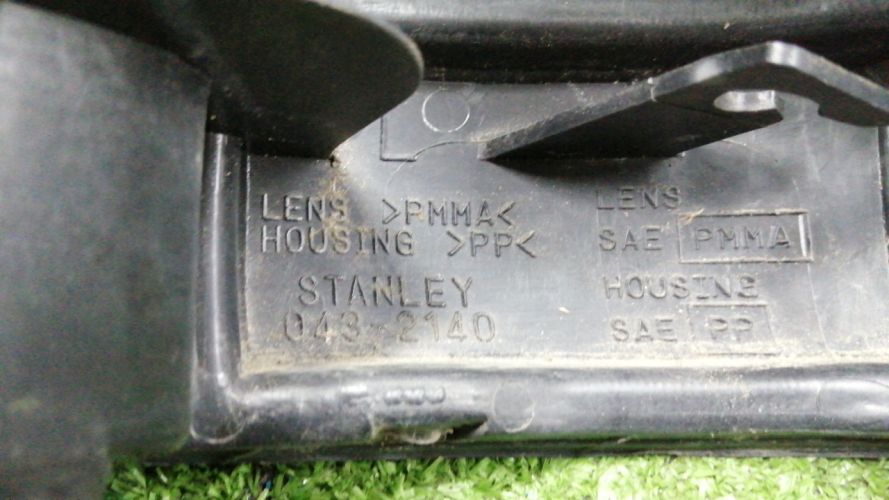 LENS >PMMA<
HOUSING >PP<
STANLEY
043-2140
LENS
SAE PMMA
HOUSING
SAE PP